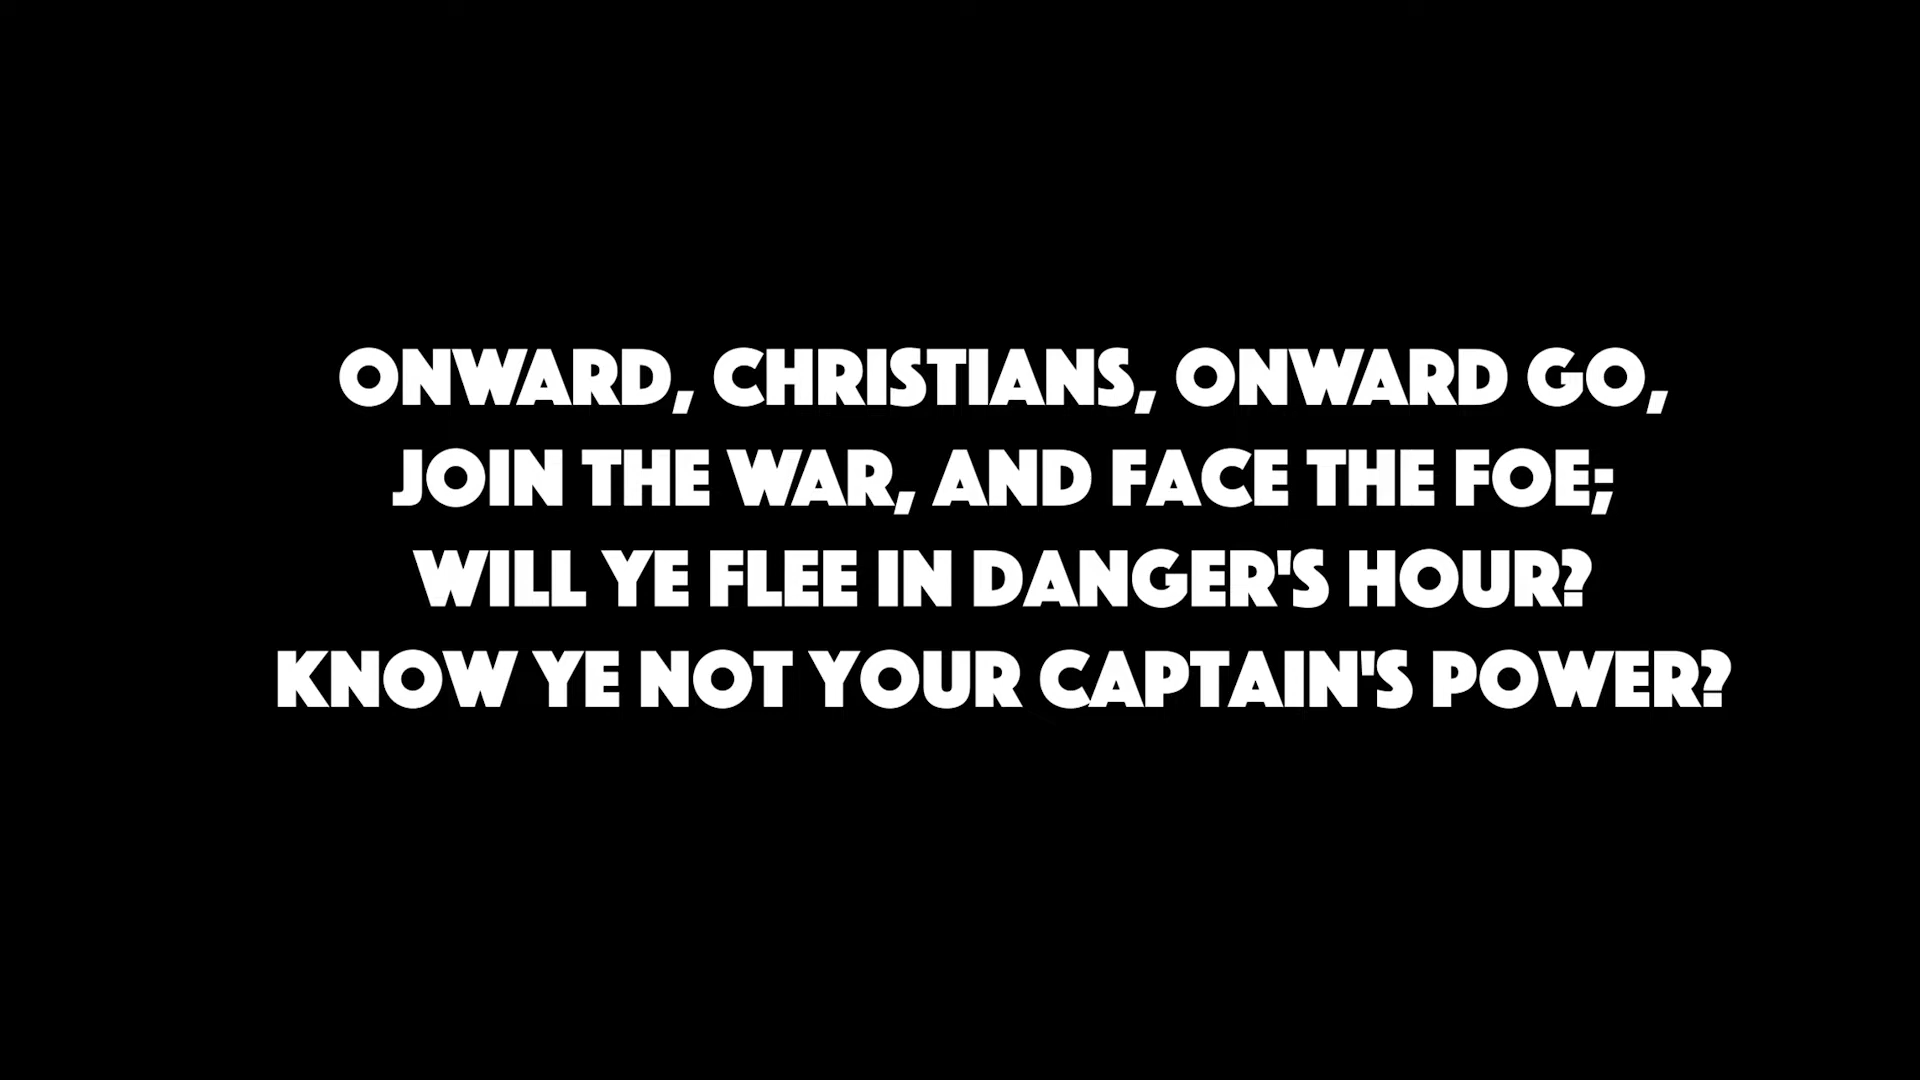 ONWARD, CHRISTIANS, ONWARD GO,
JOIN THE WAR, AND FACE THE FOE;
WILL YE FLEE IN DANGER'S HOUR?
KNOW YE NOT YOUR CAPTAIN'S POWER?